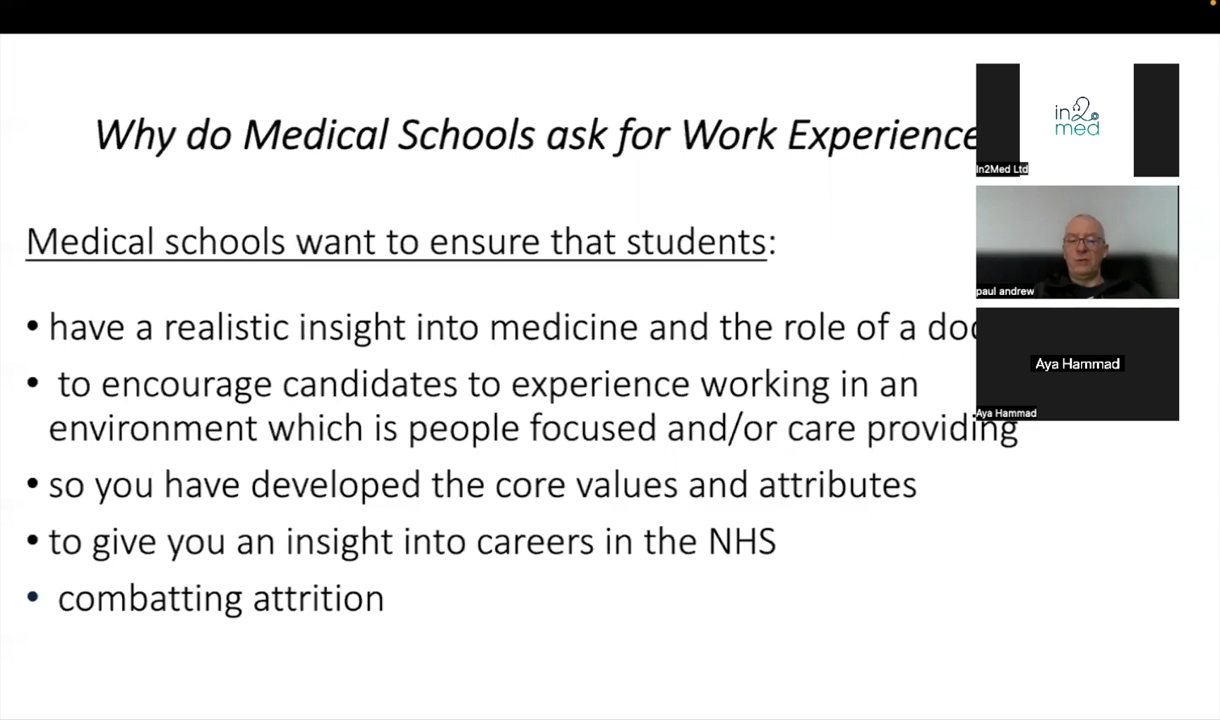 Why do Medical Schools ask for Work Experience
Medical schools want to ensure that students:
• have a realistic insight into medicine and the role of a
• to encourage candidates to experience working in an
environment which is people focused and/or care providing
• so you have developed the core values and attributes
• to give you an insight into careers in the NHS
• combatting attrition
in2
med
In2Med Ltd
paul andrew
Aya Hammad
Aya Hammad